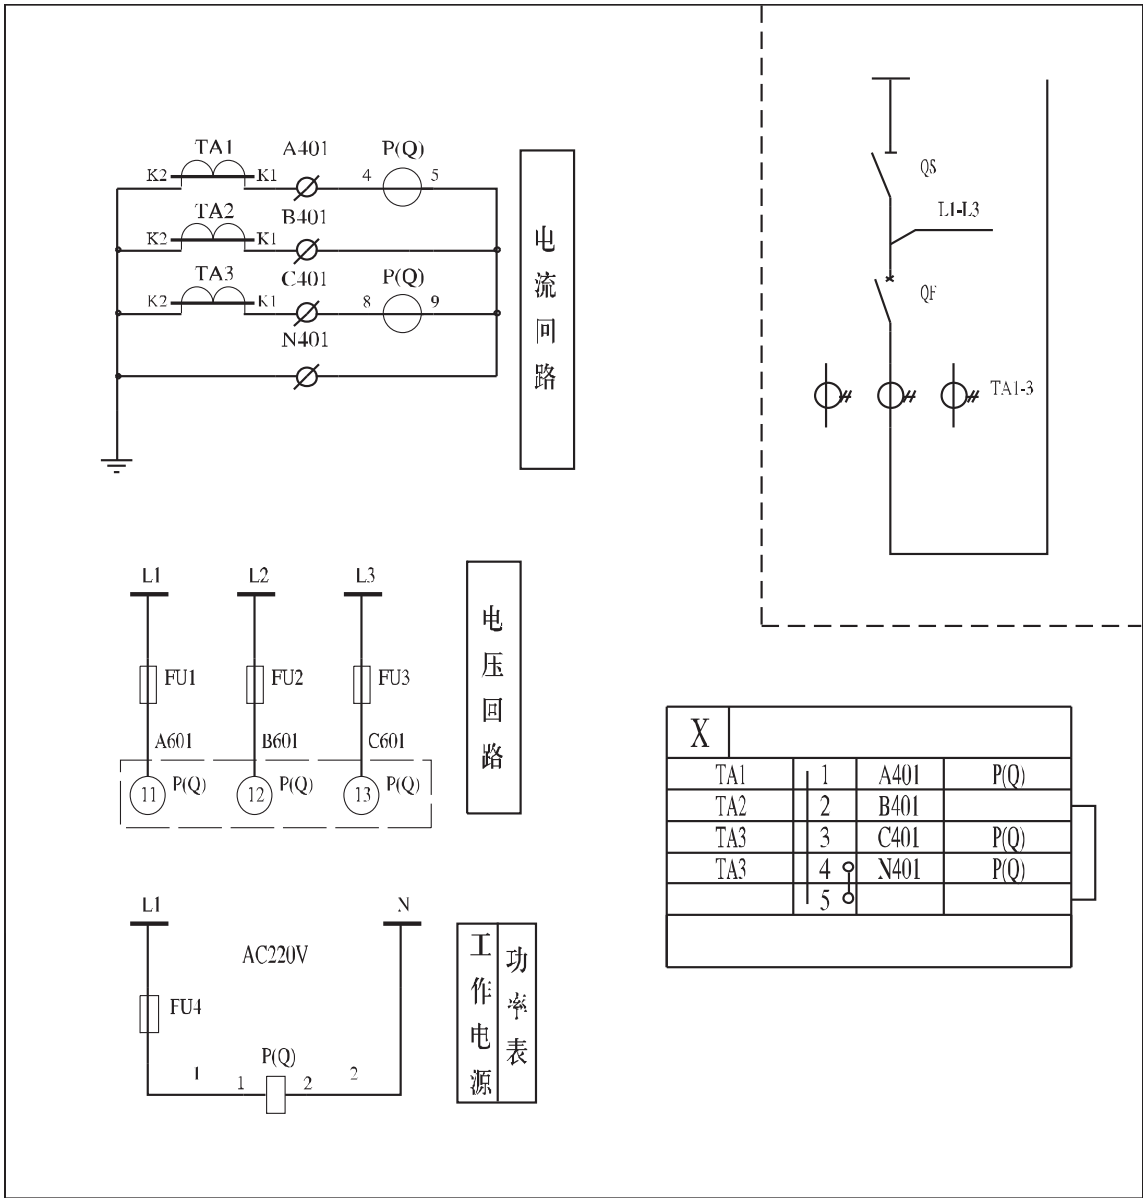 TA1 A401 P(Q)
K2 K1 4 5
TA2 B401
K2 K1
TA3 C401 P(Q)
K2 K1 8 9
N401
电流回路
QS
L1-L3
QF
TA1-3
L1 L2 L3
FU1 FU2 FU3
A601 B601 C601
11 P(Q) 12 P(Q) 13 P(Q)
电压回路
L1 N
AC220V
FU4
P(Q)
1 1 2 2
工作电源
功率表
X
TA1 1 A401 P(Q)
TA2 2 B401
TA3 3 C401 P(Q)
TA3 4 N401 P(Q)
5